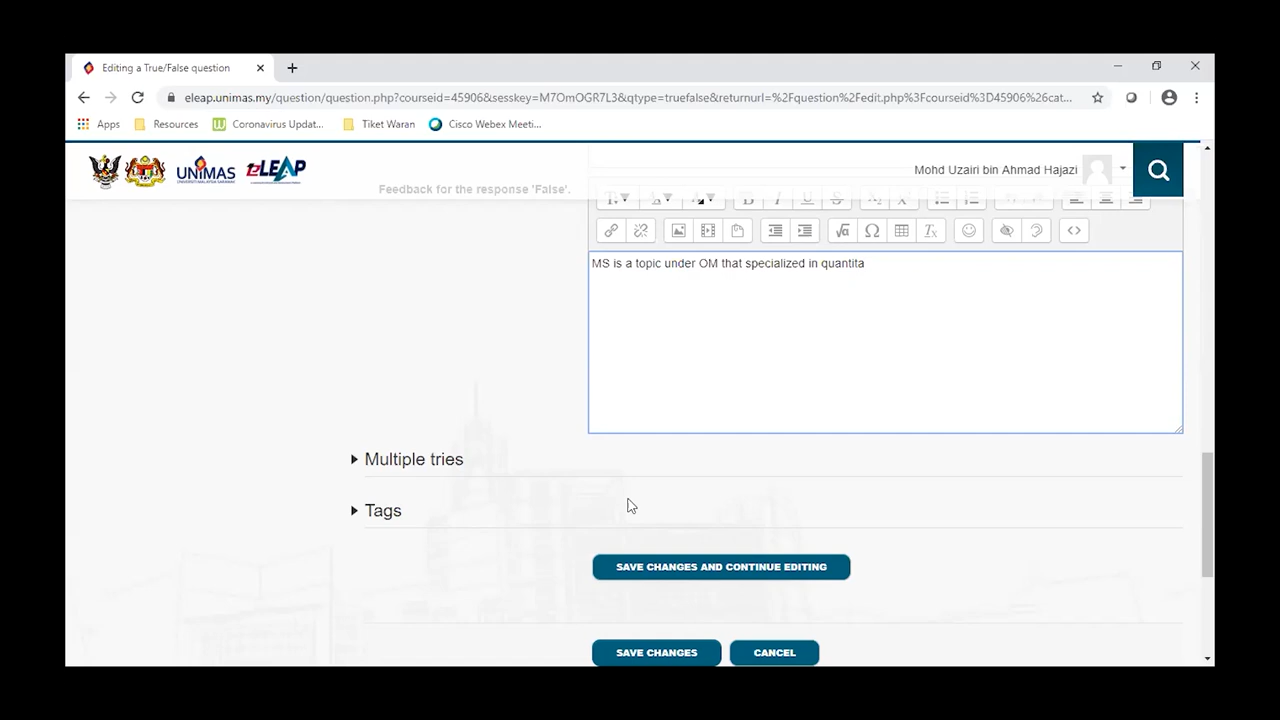 Editing a True/False question
eleap.unimas.my/question/question.php?courseid=45906&sesskey=M7OmOGR7L3&qtype=truefalse&returnurl=%2Fquestion%2Fedit.php%3Fcourseid%3D45906%26cat...
Apps Resources Coronavirus Updat... Tiket Waran Cisco Webex Meeti...
UNIMAS eLEAP Mohd Uzairi bin Ahmad Hajazi
Feedback for the response 'False'.
MS is a topic under OM that specialized in quantita
Multiple tries
Tags
SAVE CHANGES AND CONTINUE EDITING
SAVE CHANGES CANCEL